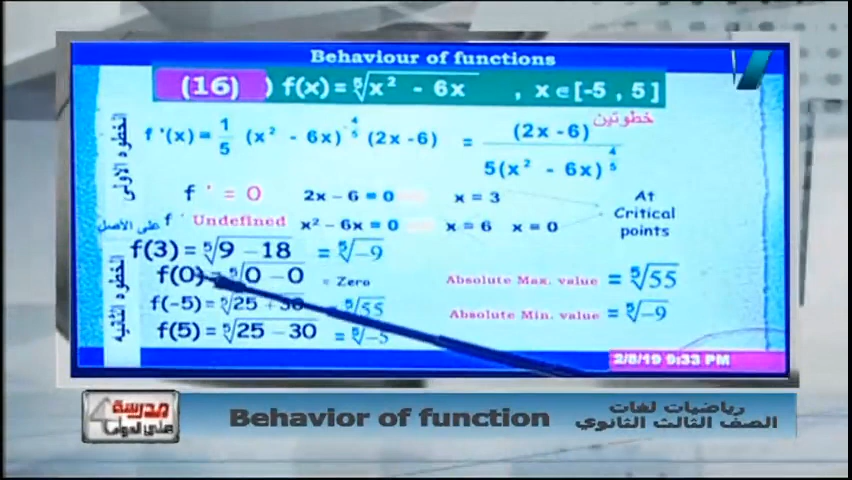 Behaviour of functions
(16) ) f(x) = ⁵√x² - 6x , x ∈ [-5 , 5]
خطوتين
الخطوه الاولى
f '(x) = 1/5 (x² - 6x)^-4/5 (2x -6) = (2x -6) / 5(x² - 6x)^4/5
f ' = 0 2x - 6 = 0 x = 3
At Critical points
على الأصل f ' Undefined x² - 6x = 0 x = 6 x = 0
الخطوه الثانيه
f(3) = ⁵√9 - 18 = ⁵√-9
f(0) = ⁵√0 - 0 = Zero
Absolute Max. value = ⁵√55
f(-5) = ⁵√25 + 30 = ⁵√55
Absolute Min. value = ⁵√-9
f(5) = ⁵√25 - 30 = ⁵√-5
2/8/19 9:33 PM
مدرسة
على الهوا
Behavior of function
رياضيات لغات
الصف الثالث الثانوي